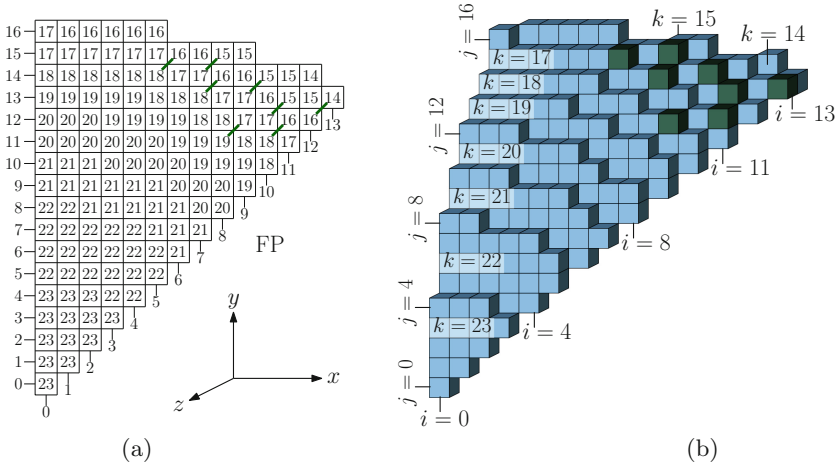 16 17 16 16 16 16 16
15 17 17 17 17 17 17 16 16 15 15
14 18 18 18 18 18 18 17 17 16 16 15 15 14
13 19 19 19 19 19 18 18 18 17 17 16 15 15 14
12 20 20 20 19 19 19 19 18 18 17 17 16 16 13
11 20 20 20 20 20 20 19 19 19 18 18 17 12
10 21 21 20 20 20 20 20 19 19 19 18 11
9 21 21 21 21 21 21 20 20 20 19 10
8 22 22 21 21 21 21 21 20 20 9
7 22 22 22 22 21 21 21 21 8
6 22 22 22 22 22 22 21 7
5 22 22 22 22 22 22 6
4 23 23 23 22 22 5
3 23 23 23 23 4
2 23 23 23 3
1 23 23 2
0 23 1
0
FP
y
x
z
(a)
j = 16
j = 12
j = 8
j = 4
j = 0
k = 15
k = 14
k = 17
k = 18
k = 19
k = 20
k = 21
k = 22
k = 23
i = 13
i = 11
i = 8
i = 4
i = 0
(b)